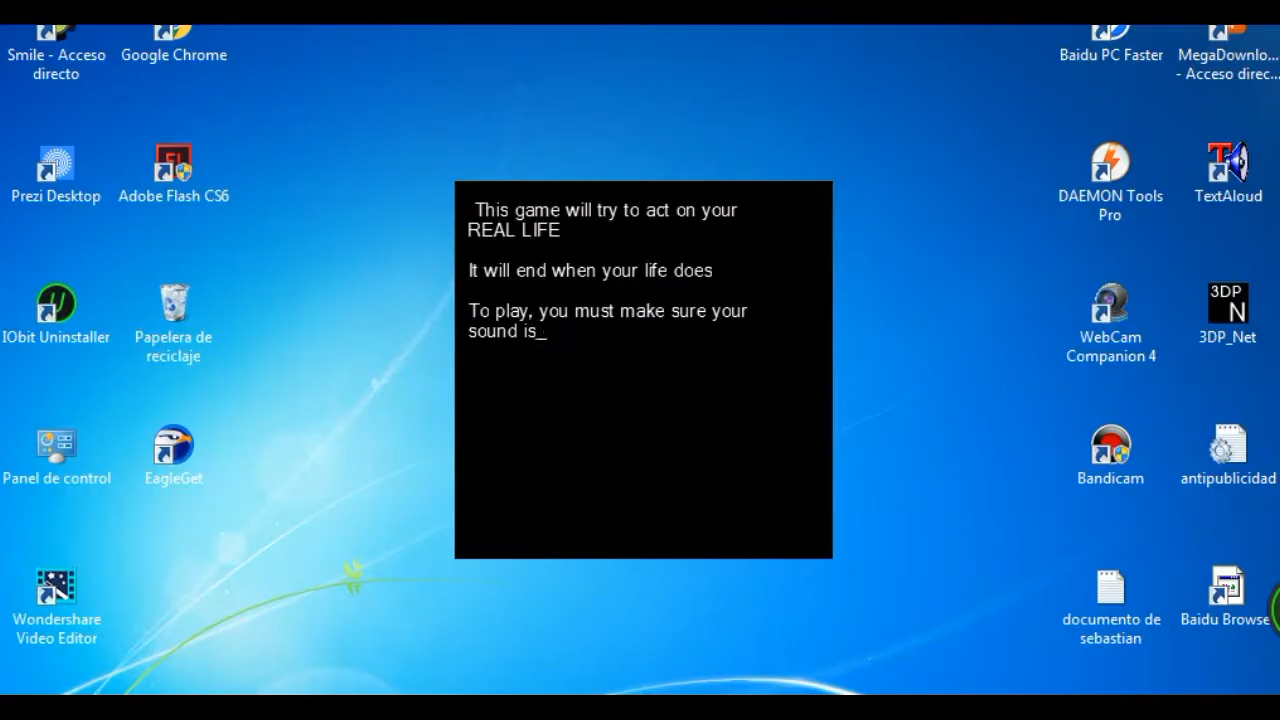 Smile - Acceso
directo
Google Chrome
Baidu PC Faster
MegaDownlo...
- Acceso direc...
Prezi Desktop
Adobe Flash CS6
DAEMON Tools
Pro
TextAloud
This game will try to act on your
REAL LIFE
It will end when your life does
To play, you must make sure your
sound is_
IObit Uninstaller
Papelera de
reciclaje
WebCam
Companion 4
3DP
N
3DP_Net
Panel de control
EagleGet
Bandicam
antipublicidad
Wondershare
Video Editor
documento de
sebastian
Baidu Browse